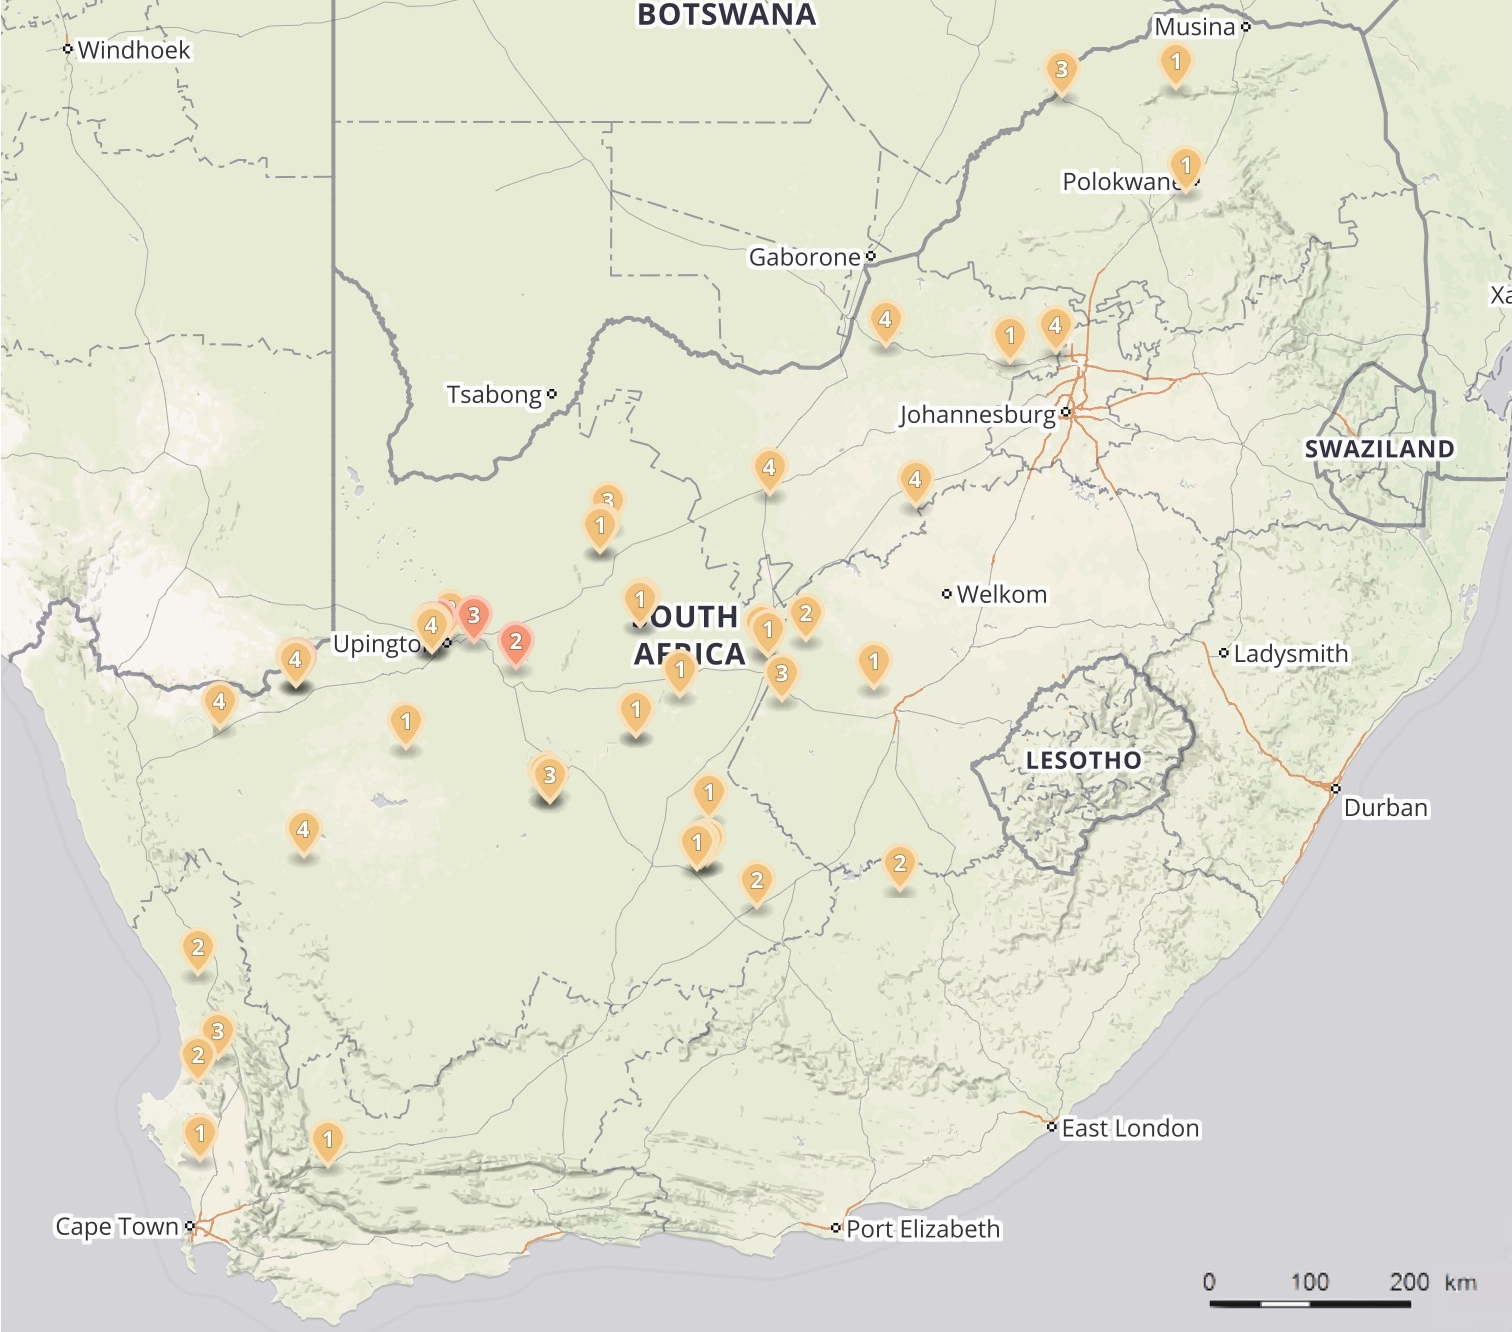 BOTSWANA
Musina
Windhoek
3
1
1
Polokwane
Gaborone
Xa
4
1
4
Tsabong
Johannesburg
SWAZILAND
4
4
3
1
Welkom
1
SOUTH
AFRICA
1
2
3
4
Upington
2
Ladysmith
4
1
1
3
4
1
1
LESOTHO
3
1
Durban
4
1
2
2
2
3
2
1
1
East London
Cape Town
Port Elizabeth
0 100 200 km